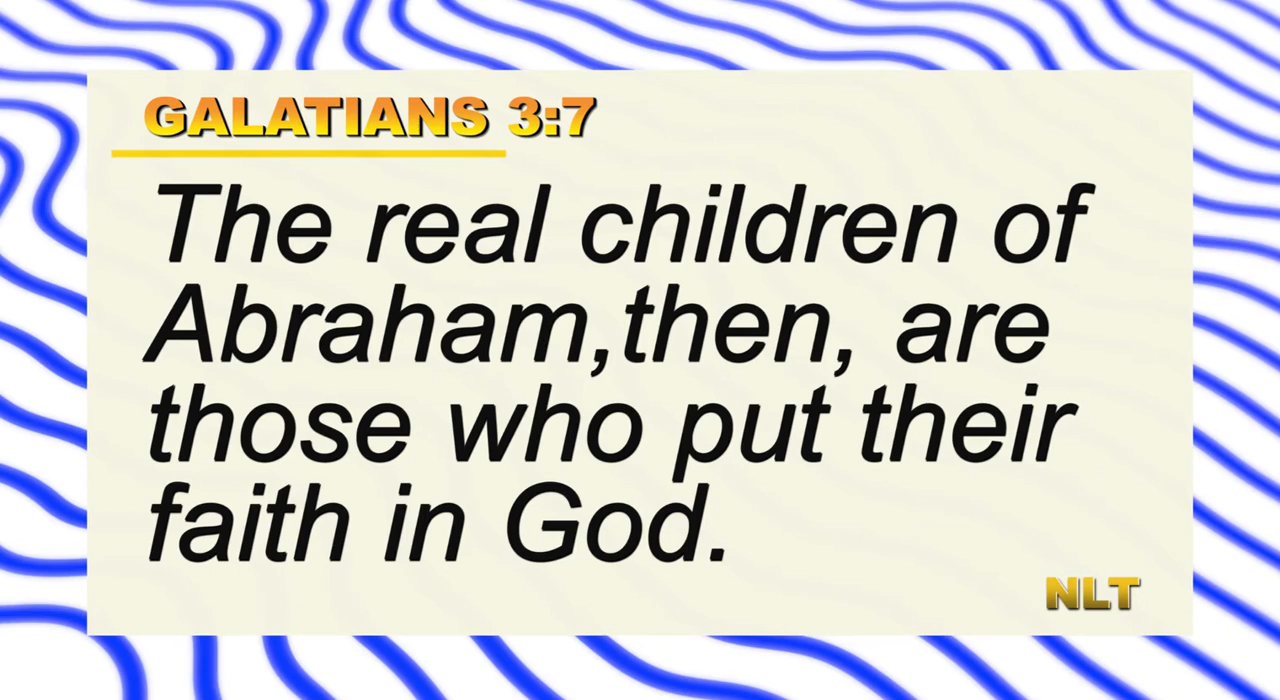 GALATIANS 3:7
The real children of
Abraham,then, are
those who put their
faith in God.
NLT